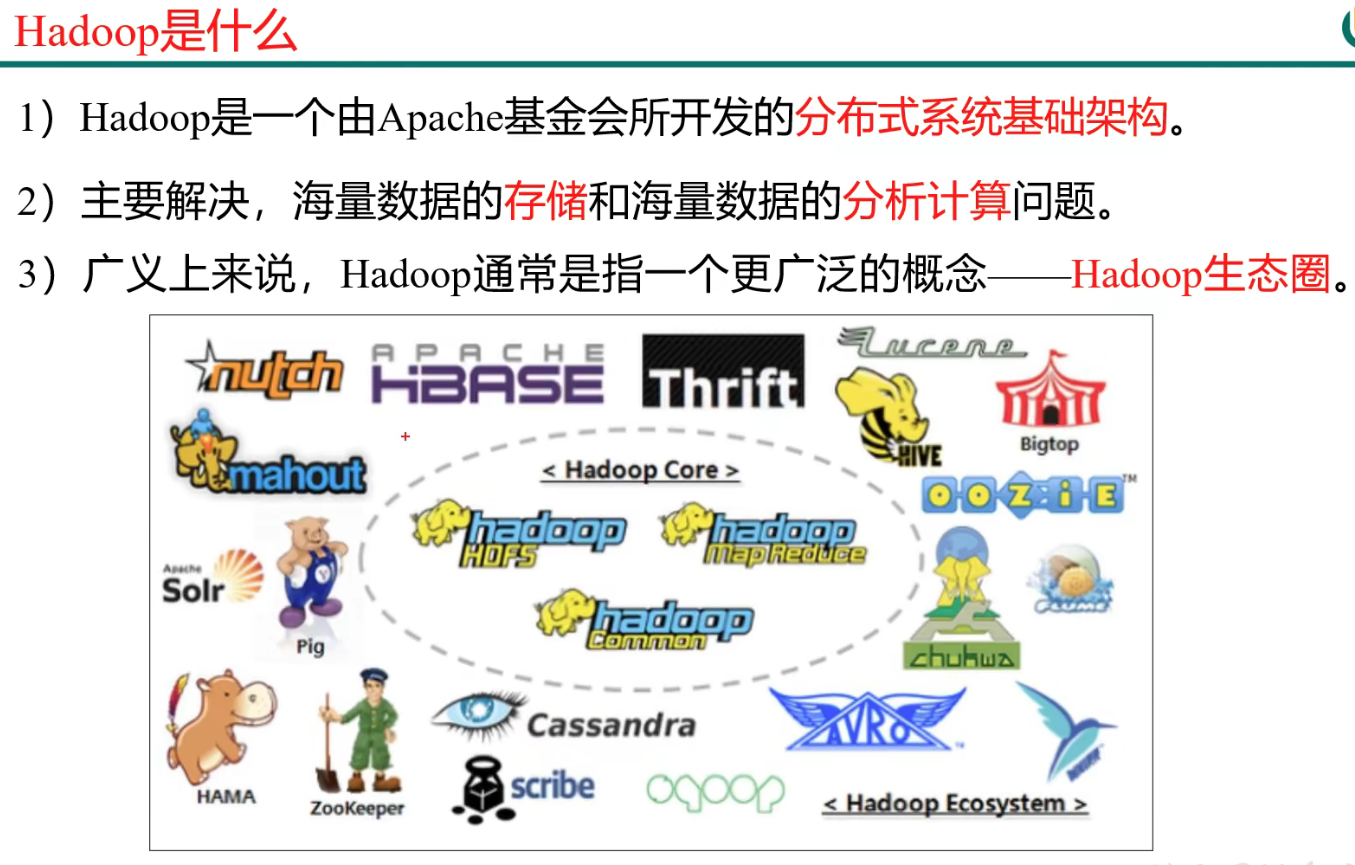 Hadoop是什么
1）Hadoop是一个由Apache基金会所开发的分布式系统基础架构。
2）主要解决，海量数据的存储和海量数据的分析计算问题。
3）广义上来说，Hadoop通常是指一个更广泛的概念——Hadoop生态圈。
nutch
APACHE
HBASE
Thrift
Lucene
HIVE
Bigtop
mahout
< Hadoop Core >
OOZIE™
hadoop
HDFS
hadoop
MapReduce
Apache
Solr
Pig
hadoop
Common
FLUME
chukwa
HAMA
ZooKeeper
Cassandra
AVRO
scribe
sqoop
< Hadoop Ecosystem >